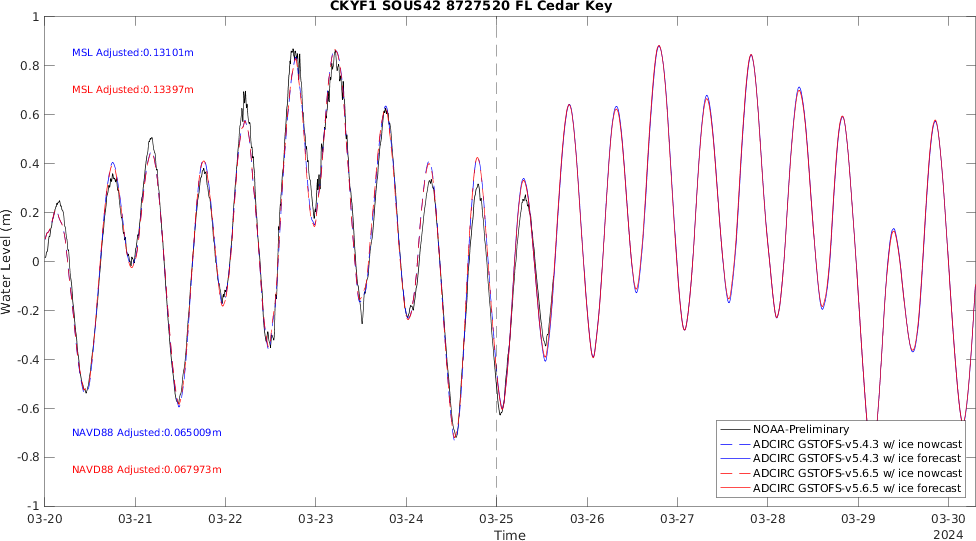 CKYF1 SOUS42 8727520 FL Cedar Key
1
0.8
0.6
0.4
0.2
0
-0.2
-0.4
-0.6
-0.8
-1
Water Level (m)
MSL Adjusted:0.13101m
MSL Adjusted:0.13397m
NAVD88 Adjusted:0.065009m
NAVD88 Adjusted:0.067973m
NOAA-Preliminary
ADCIRC GSTOFS-v5.4.3 w/ ice nowcast
ADCIRC GSTOFS-v5.4.3 w/ ice forecast
ADCIRC GSTOFS-v5.6.5 w/ ice nowcast
ADCIRC GSTOFS-v5.6.5 w/ ice forecast
03-20 03-21 03-22 03-23 03-24 03-25 03-26 03-27 03-28 03-29 03-30
2024
Time